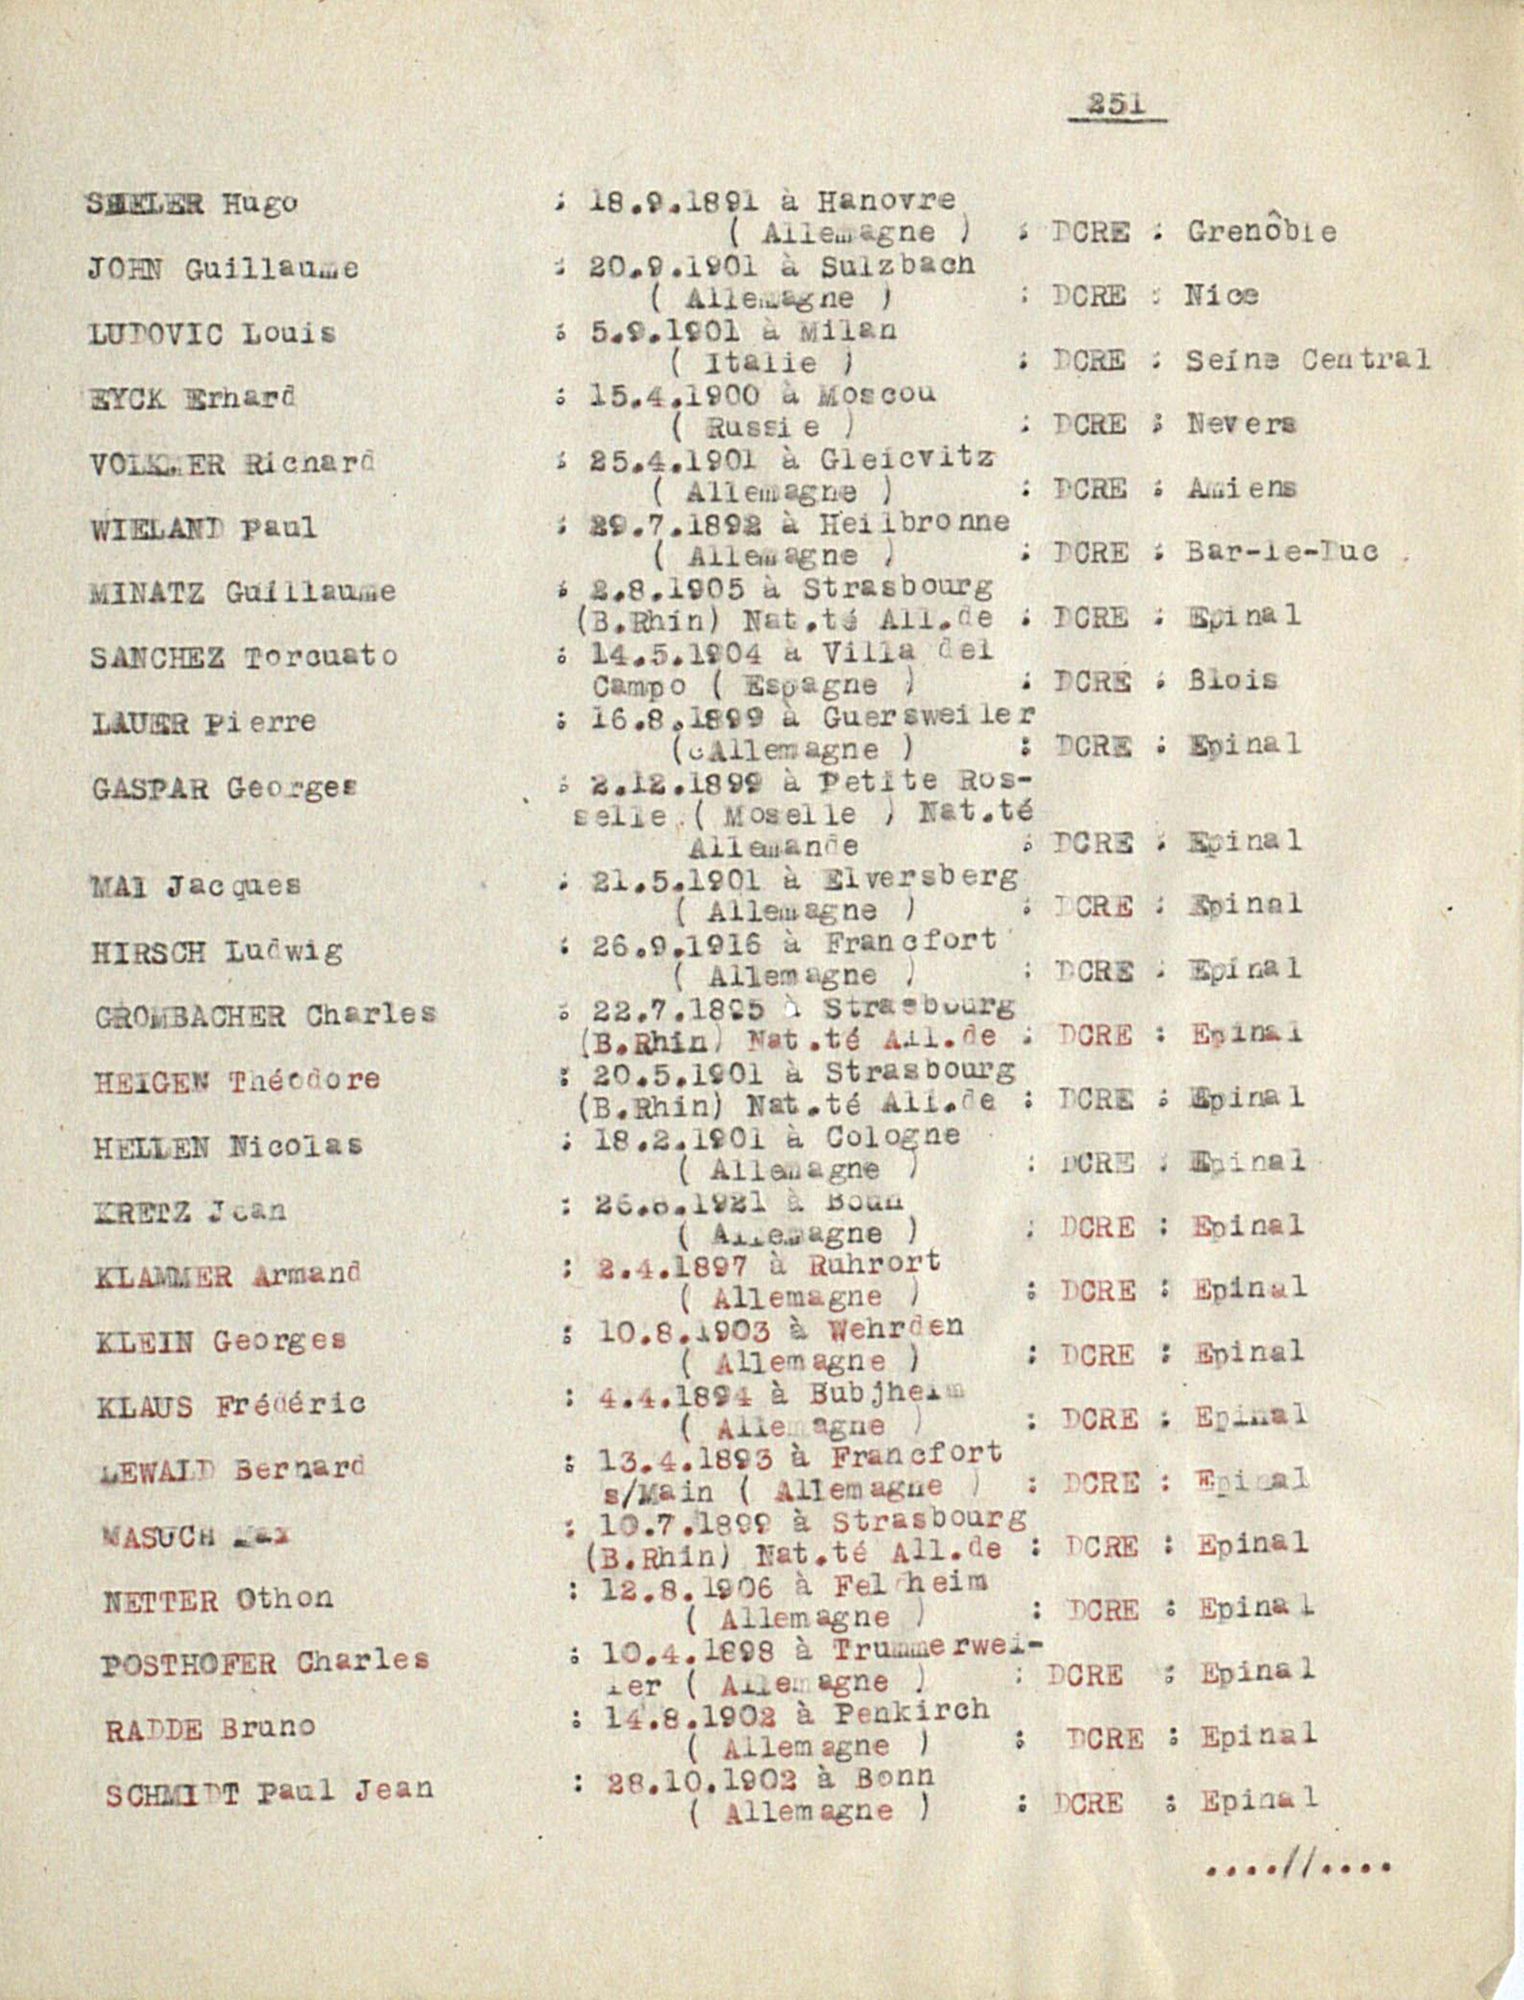 251
SHELER Hugo : 18.9.1891 à Hanovre
( Allemagne ) : DCRE : Grenôble
JOHN Guillaume : 20.9.1901 à Sulzbach
( Allemagne ) : DCRE : Nice
LUDOVIC Louis : 5.9.1901 à Milan
( Italie ) : DCRE : Seine Central
EYCK Erhard : 15.4.1900 à Moscou
( Russie ) : DCRE : Nevers
VOLKMER Richard : 25.4.1901 à Gleicvitz
( Allemagne ) : DCRE : Amiens
WIELAND Paul : 29.7.1892 à Heilbronne
( Allemagne ) : DCRE : Bar-le-Duc
MINATZ Guillaume : 2.8.1905 à Strasbourg
(B.Rhin) Nat.té All.de : DCRE : Epinal
SANCHEZ Torcuato : 14.5.1904 à Villa del
Campo ( Espagne ) : DCRE : Blois
LAUER Pierre : 16.8.1899 à Guersweiler
( Allemagne ) : DCRE : Epinal
GASPAR Georges : 2.12.1899 à Petite Ros-
selle ( Moselle ) Nat.té
Allemande : DCRE : Epinal
MAI Jacques : 21.5.1901 à Elversberg
( Allemagne ) : DCRE : Epinal
HIRSCH Ludwig : 26.9.1916 à Francfort
( Allemagne ) : DCRE : Epinal
GROMBACHER Charles : 22.7.1895 à Strasbourg
(B.Rhin) Nat.té All.de : DCRE : Epinal
HEIGEN Théodore : 20.5.1901 à Strasbourg
(B.Rhin) Nat.té All.de : DCRE : Epinal
HELLEN Nicolas : 18.2.1901 à Cologne
( Allemagne ) : DCRE : Epinal
KRETZ Jean : à Bonn
( Allemagne ) : DCRE : Epinal
KLAMMER Armand : 2.4.1897 à Ruhrort
( Allemagne ) : DCRE : Epinal
KLEIN Georges : 10.8.1903 à Wehrden
( Allemagne ) : DCRE : Epinal
KLAUS Frédéric : 4.4.1894 à Bubjheim
( Allemagne ) : DCRE : Epinal
LEWALD Bernard : 13.4.1893 à Francfort
s/Main ( Allemagne ) : DCRE : Epinal
MASUCH Max : 10.7.1899 à Strasbourg
(B.Rhin) Nat.té All.de : DCRE : Epinal
NETTER Othon : 12.8.1906 à Feldheim
( Allemagne ) : DCRE : Epinal
POSTHOFER Charles : 10.4.1898 à Trummerwei-
ler ( Allemagne ) : DCRE : Epinal
RADDE Bruno : 14.8.1902 à Penkirch
( Allemagne ) : DCRE : Epinal
SCHMIDT Paul Jean : 28.10.1902 à Bonn
( Allemagne ) : DCRE : Epinal
....//....